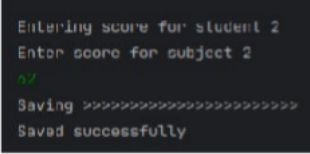 Entering score for student 2
Enter score for subject 2
Saving >>>>>>>>>>>>>>>>>>>>>>>
Saved successfully